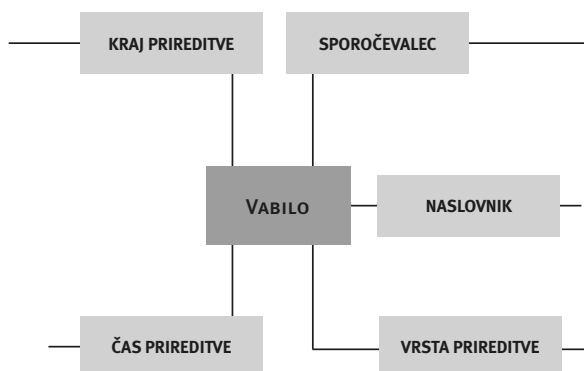 KRAJ PRIREDITVE
SPOROČEVALEC
VABILO
NASLOVNIK
ČAS PRIREDITVE
VRSTA PRIREDITVE